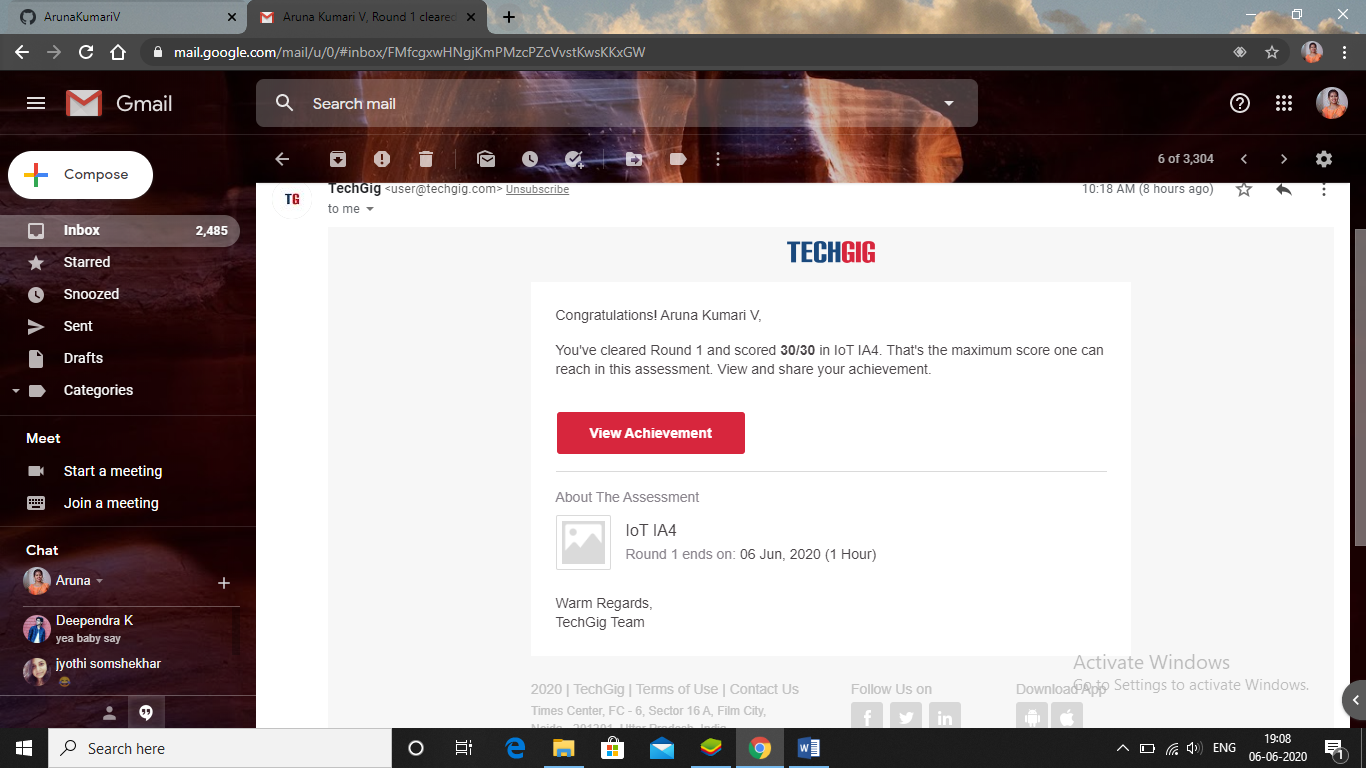 ArunaKumariV
Aruna Kumari V, Round 1 cleared
mail.google.com/mail/u/0/#inbox/FMfcgxwHNgjKmPMzcPZcVvstKwsKKxGW
Gmail
Search mail
Compose
6 of 3,304
Inbox 2,485
Starred
Snoozed
Sent
Drafts
Categories
Meet
Start a meeting
Join a meeting
Chat
Aruna
Deependra K
yea baby say
jyothi somshekhar
TG
TechGig <user@techgig.com> Unsubscribe
10:18 AM (8 hours ago)
to me
TECHGIG
Congratulations! Aruna Kumari V,
You've cleared Round 1 and scored 30/30 in IoT IA4. That's the maximum score one can
reach in this assessment. View and share your achievement.
View Achievement
About The Assessment
IoT IA4
Round 1 ends on: 06 Jun, 2020 (1 Hour)
Warm Regards,
TechGig Team
2020 | TechGig | Terms of Use | Contact Us
Times Center, FC - 6, Sector 16 A, Film City,
Noida - 201301, Uttar Pradesh, India
Follow Us on
Download App
Activate Windows
Go to Settings to activate Windows.
Search here
ENG
19:08
06-06-2020
1